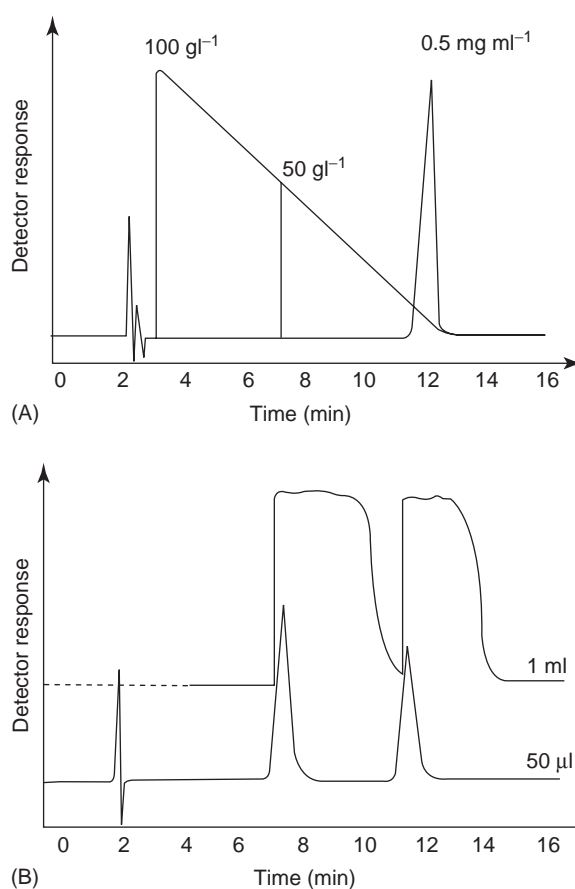 100 gl⁻¹
0.5 mg ml⁻¹
50 gl⁻¹
Detector response
0 2 4 6 8 10 12 14 16
(A)
Time (min)
1 ml
50 μl
Detector response
0 2 4 6 8 10 12 14 16
(B)
Time (min)